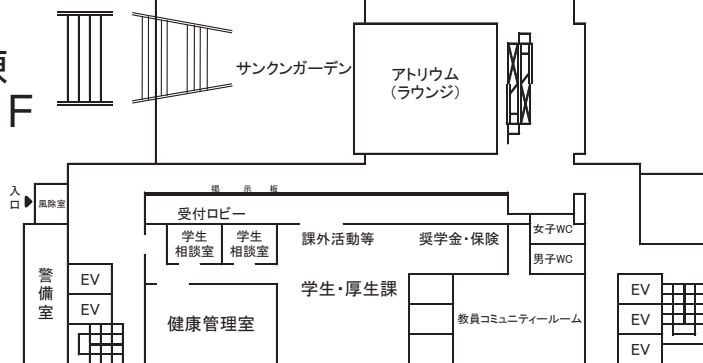 棟
F
サンクンガーデン
アトリウム
（ラウンジ）
入口
風除室
掲示板
受付ロビー
学生
相談室
学生
相談室
課外活動等
奨学金・保険
女子WC
男子WC
警備室
EV
EV
学生・厚生課
健康管理室
教員コミュニティールーム
EV
EV
EV